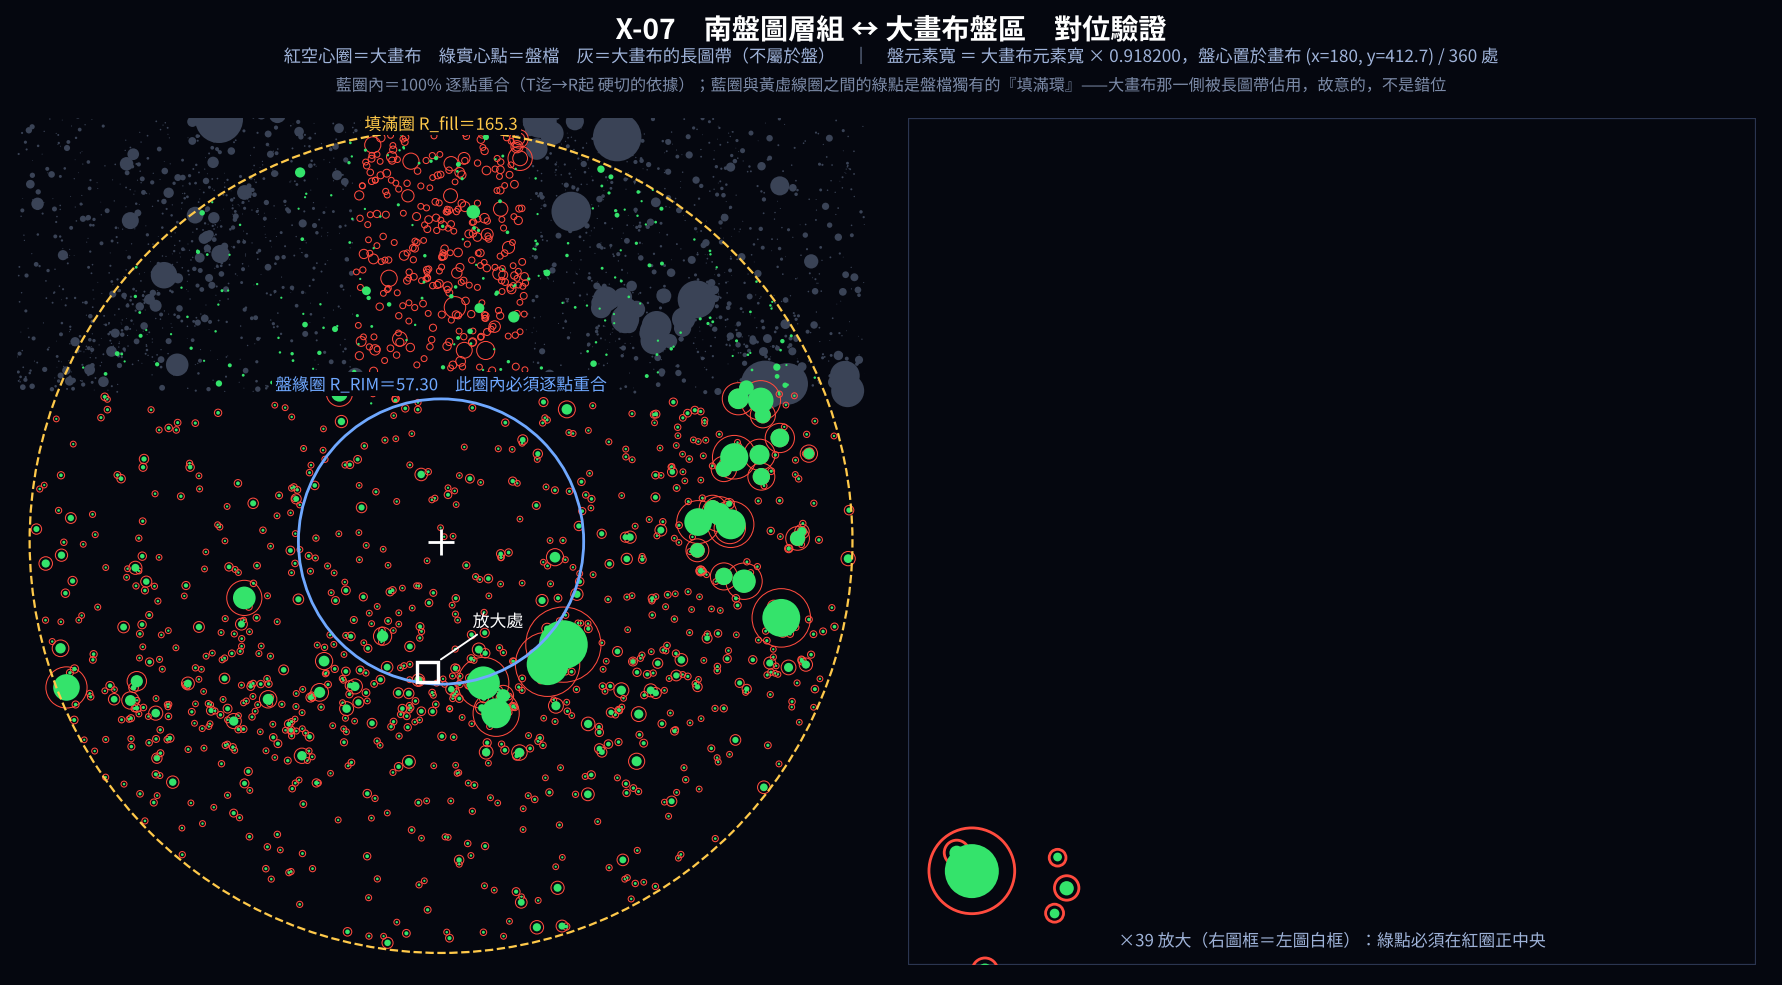 X-07　南盤圖層組 ↔ 大畫布盤區　對位驗證
紅空心圈＝大畫布　綠實心點＝盤檔　灰＝大畫布的長圖帶（不屬於盤）　｜　盤元素寬 = 大畫布元素寬 × 0.918200，盤心置於畫布 (x=180, y=412.7) / 360 處
藍圈內＝100% 逐點重合（T迄→R起 硬切的依據）；藍圈與黃虛線圈之間的綠點是盤檔獨有的『填滿環』——大畫布那一側被長圖帶佔用，故意的，不是錯位
填滿圈 R_fill＝165.3
盤緣圈 R_RIM＝57.30　此圈內必須逐點重合
放大處
×39 放大（右圖框＝左圖白框）：綠點必須在紅圈正中央